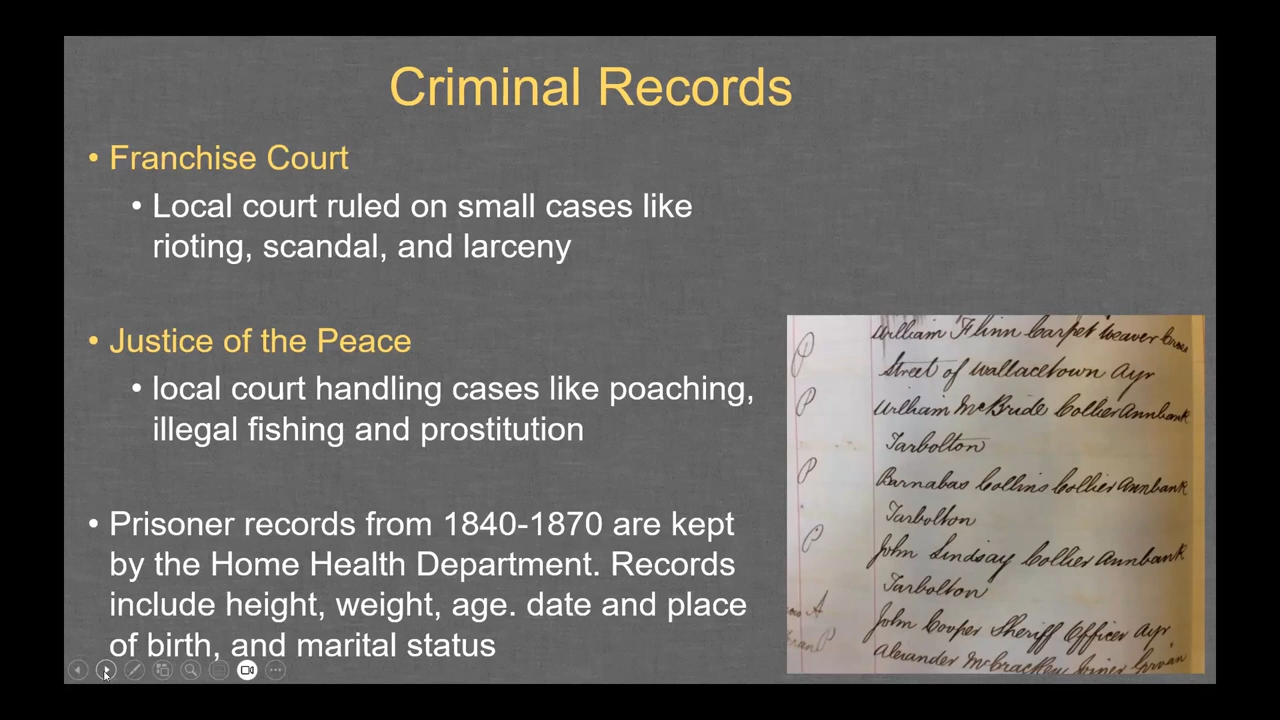 Criminal Records
• Franchise Court
• Local court ruled on small cases like
rioting, scandal, and larceny
• Justice of the Peace
• local court handling cases like poaching,
illegal fishing and prostitution
• Prisoner records from 1840-1870 are kept
by the Home Health Department. Records
include height, weight, age. date and place
of birth, and marital status
William Flinn Carpet Weaver
Street of Wallacetown Ayr
P William McBride Collier Annbank
Tarbolton
P Barnabas Collins Collier Annbank
Tarbolton
P John Lindsay Collier Annbank
Tarbolton
John Cooper Sheriff Officer Ayr
Alexander McCracken Joiner Girvan